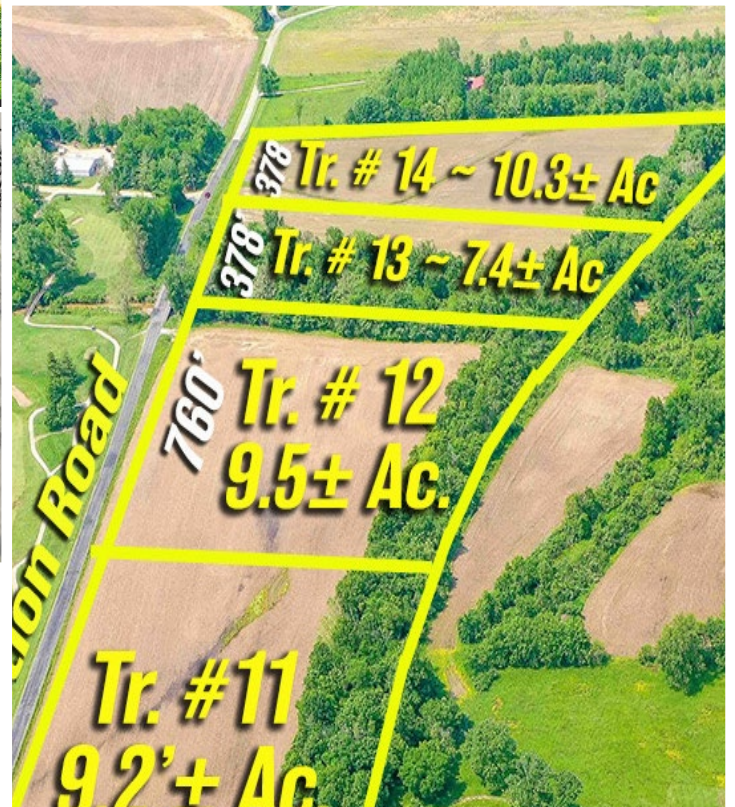 378' Tr. # 14 ~ 10.3± Ac
378' Tr. # 13 ~ 7.4± Ac
760' Tr. # 12
9.5± Ac.
tion Road
Tr. #11
9.2'± Ac.